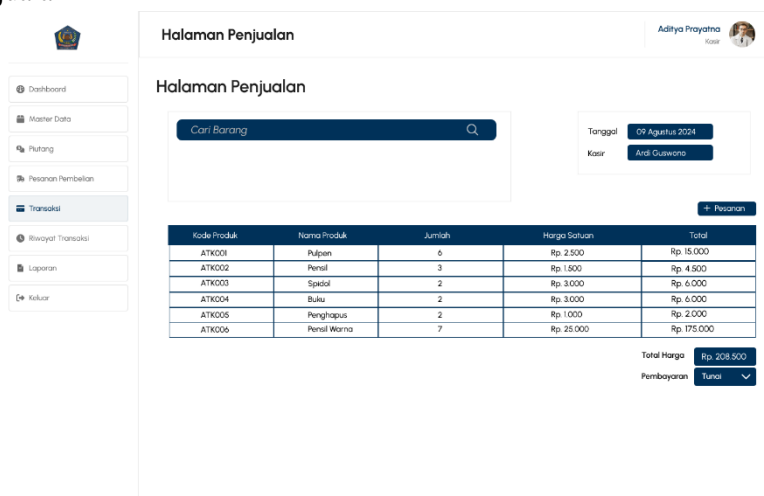 Halaman Penjualan
Aditya Prayatna
Kasir
Dashboard
Master Data
Piutang
Pesanan Pembelian
Transaksi
Riwayat Transaksi
Laporan
Keluar
Halaman Penjualan
Cari Barang
Tanggal 09 Agustus 2024
Kasir Ardi Guswono
+ Pesanan
Kode Produk Nama Produk Jumlah Harga Satuan Total
ATK001 Pulpen 6 Rp. 2.500 Rp. 15.000
ATK002 Pensil 3 Rp. 1.500 Rp. 4.500
ATK003 Spidol 2 Rp. 3.000 Rp. 6.000
ATK004 Buku 2 Rp. 3.000 Rp. 6.000
ATK005 Penghapus 2 Rp. 1.000 Rp. 2.000
ATK006 Pensil Warna 7 Rp. 25.000 Rp. 175.000
Total Harga Rp. 208.500
Pembayaran Tunai